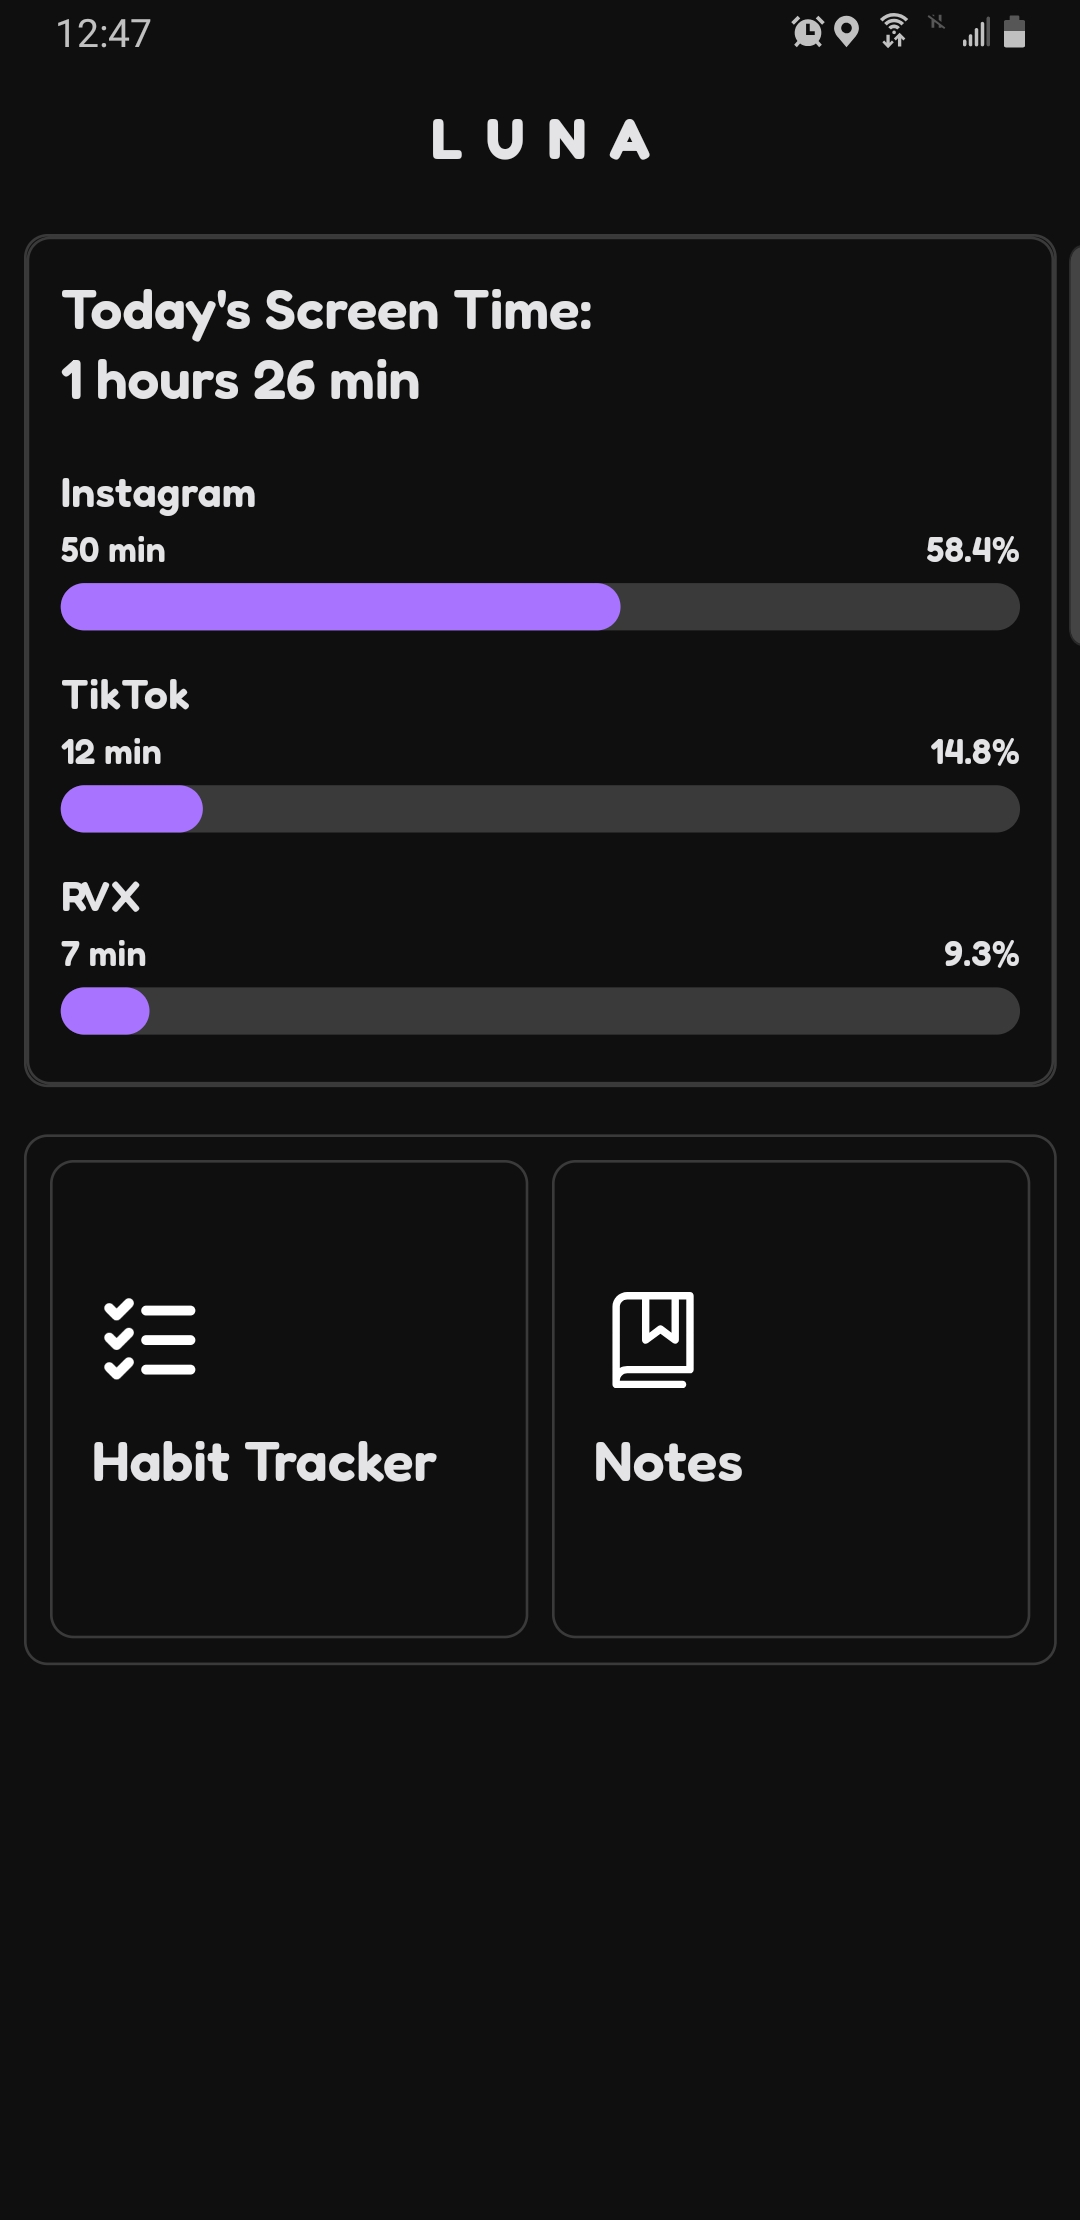 12:47
L U N A
Today's Screen Time:
1 hours 26 min
Instagram
50 min 58.4%
TikTok
12 min 14.8%
RVX
7 min 9.3%
Habit Tracker
Notes